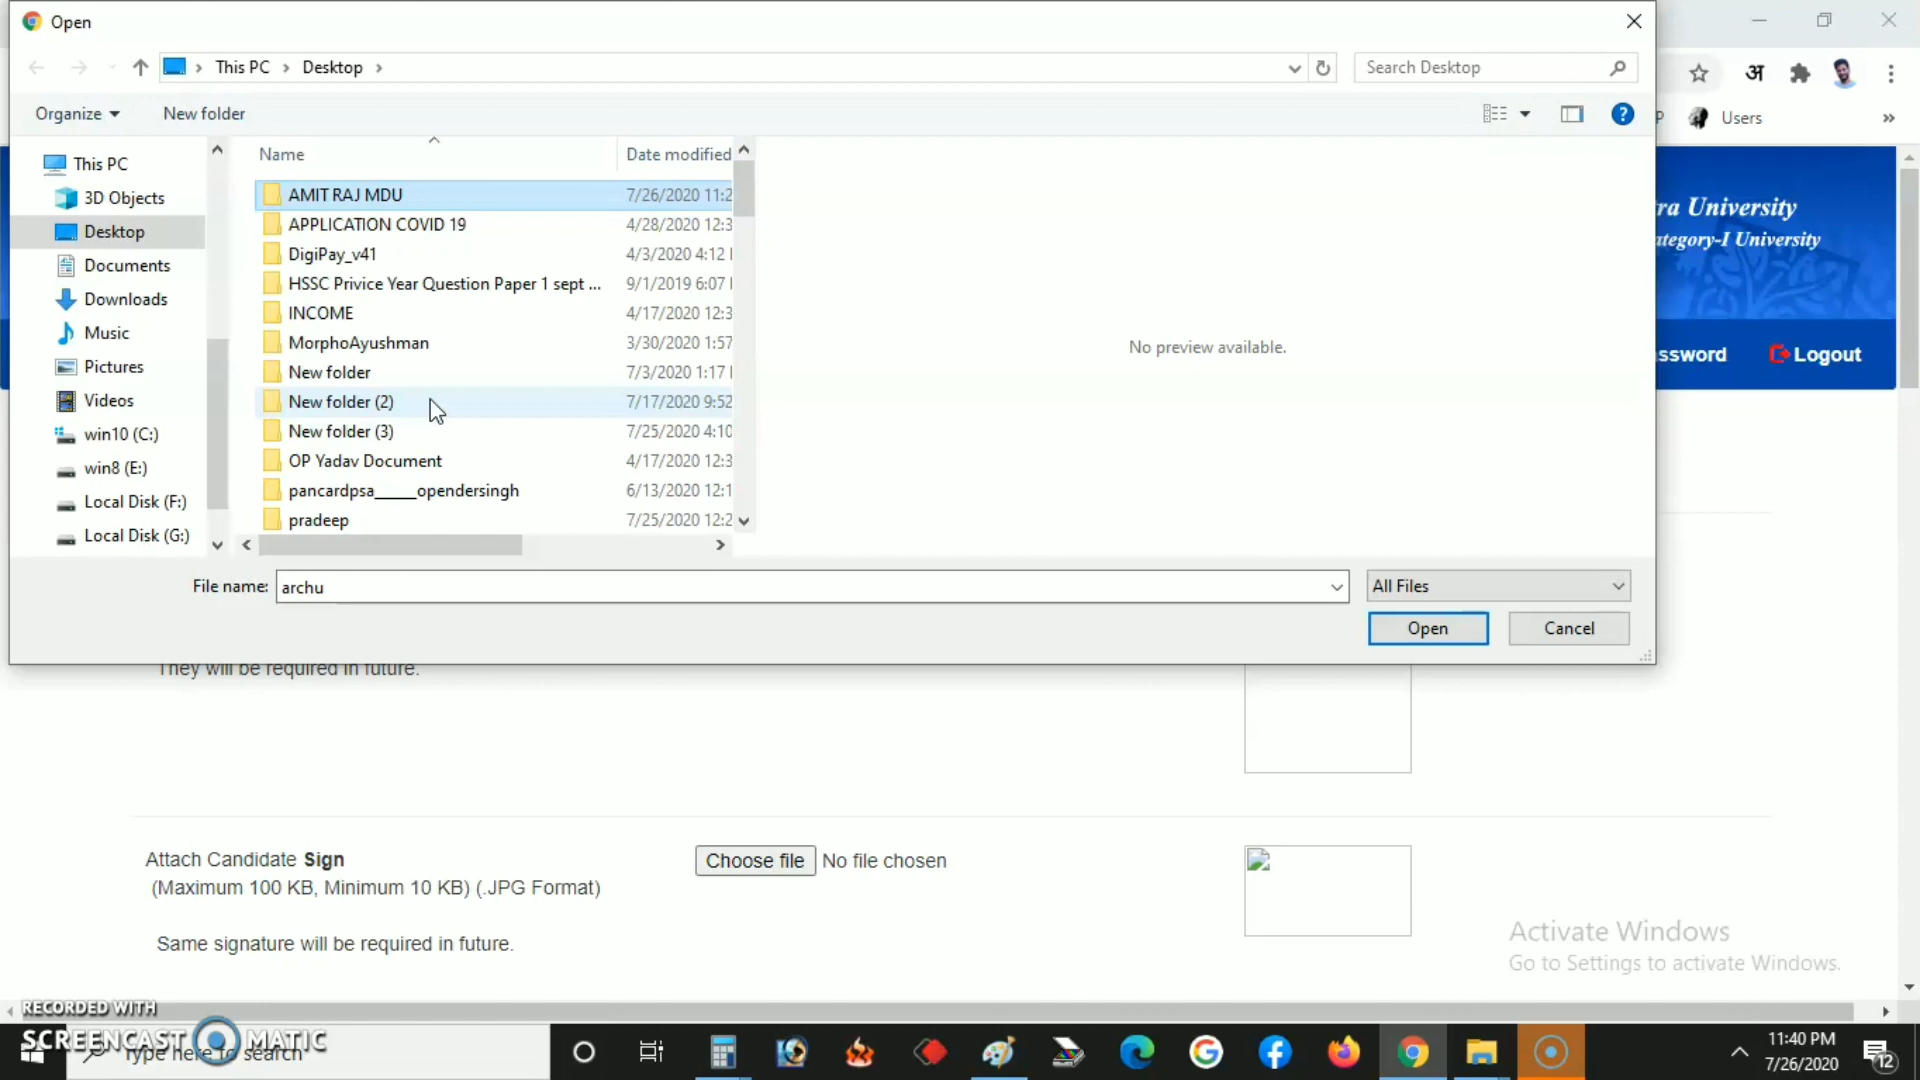 Open
This PC
Desktop
Search Desktop
Organize
New folder
?
Users
Name
Date modified
This PC
3D Objects
Desktop
Documents
Downloads
Music
Pictures
Videos
win10 (C:)
win8 (E:)
Local Disk (F:)
Local Disk (G:)
AMIT RAJ MDU 7/26/2020 11:2
APPLICATION COVID 19 4/28/2020 12:3
DigiPay_v41 4/3/2020 4:12
HSSC Privice Year Question Paper 1 sept ... 9/1/2019 6:07
INCOME 4/17/2020 12:3
MorphoAyushman 3/30/2020 1:57
New folder 7/3/2020 1:17
New folder (2) 7/17/2020 9:52
New folder (3) 7/25/2020 4:10
OP Yadav Document 4/17/2020 12:3
pancardpsa_____opendersingh 6/13/2020 12:1
pradeep 7/25/2020 12:2
No preview available.
अ
tra University
ategory-I University
ssword
Logout
File name: archu
All Files
Open
Cancel
They will be required in future.
Attach Candidate Sign
(Maximum 100 KB, Minimum 10 KB) (.JPG Format)
Choose file No file chosen
Same signature will be required in future.
Activate Windows
Go to Settings to activate Windows.
RECORDED WITH
SCREENCAST MATIC
Type here to search
11:40 PM
7/26/2020
12